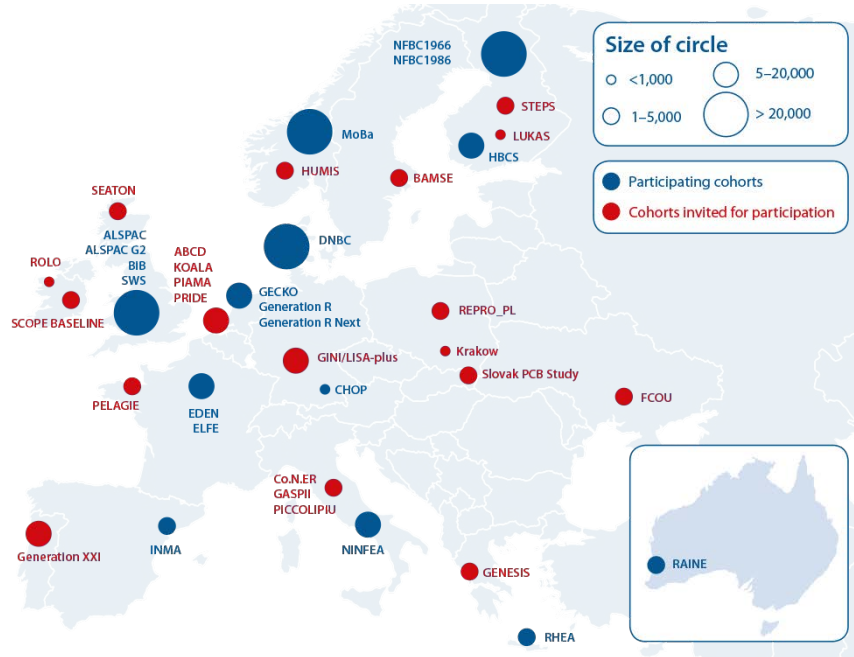 NFBC1966
NFBC1986
Size of circle
<1,000
5–20,000
1–5,000
> 20,000
STEPS
MoBa
LUKAS
HBCS
HUMIS
BAMSE
Participating cohorts
Cohorts invited for participation
SEATON
ALSPAC
ALSPAC G2
BIB
SWS
DNBC
ABCD
KOALA
PIAMA
PRIDE
ROLO
SCOPE BASELINE
GECKO
Generation R
Generation R Next
REPRO_PL
GINI/LISA-plus
Krakow
Slovak PCB Study
CHOP
FCOU
PELAGIE
EDEN
ELFE
Co.N.ER
GASPII
PICCOLIPIU
Generation XXI
INMA
NINFEA
GENESIS
RAINE
RHEA